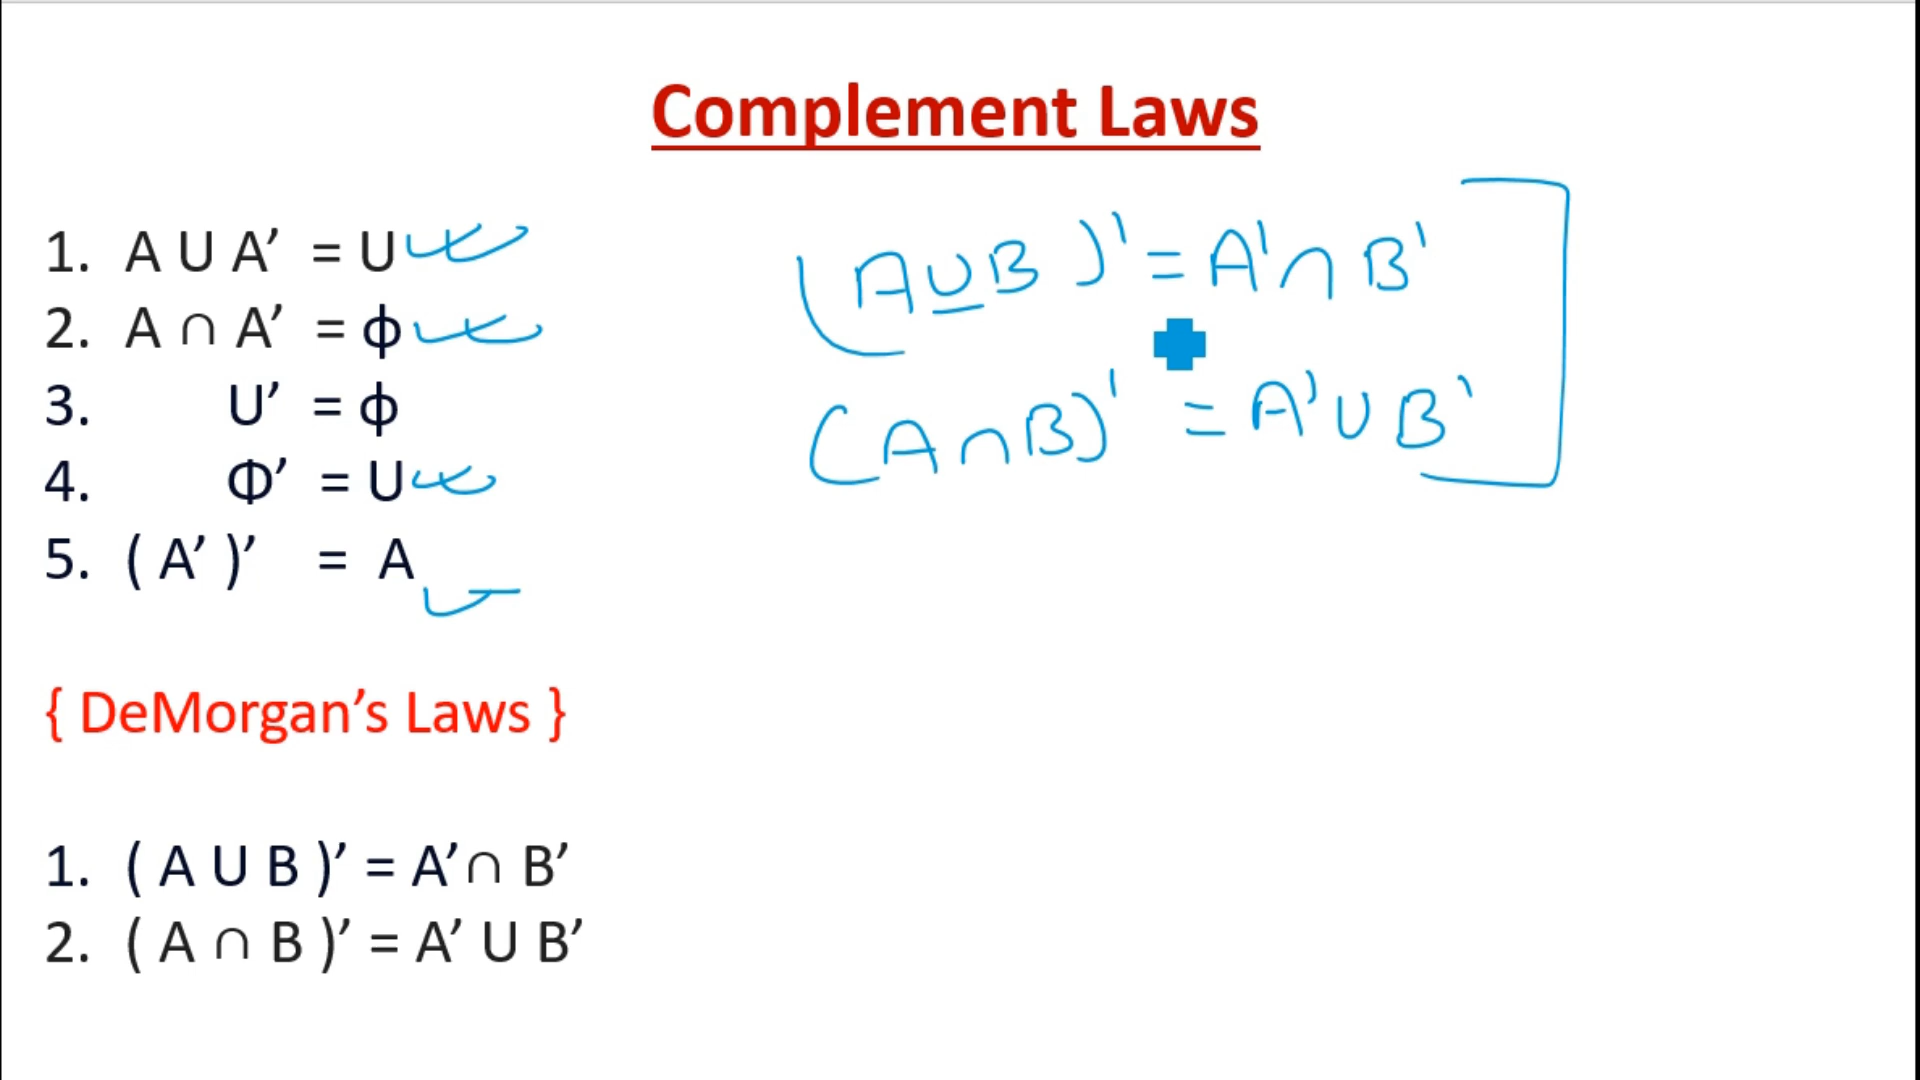 Complement Laws
1. A U A’ = U
2. A ∩ A’ = ϕ
3. U’ = ϕ
4. Φ’ = U
5. ( A’ )’ = A
(A∪B)' = A'∩B'
(A∩B)' = A'∪B'
{ DeMorgan’s Laws }
1. ( A U B )’ = A’∩ B’
2. ( A ∩ B )’ = A’ U B’